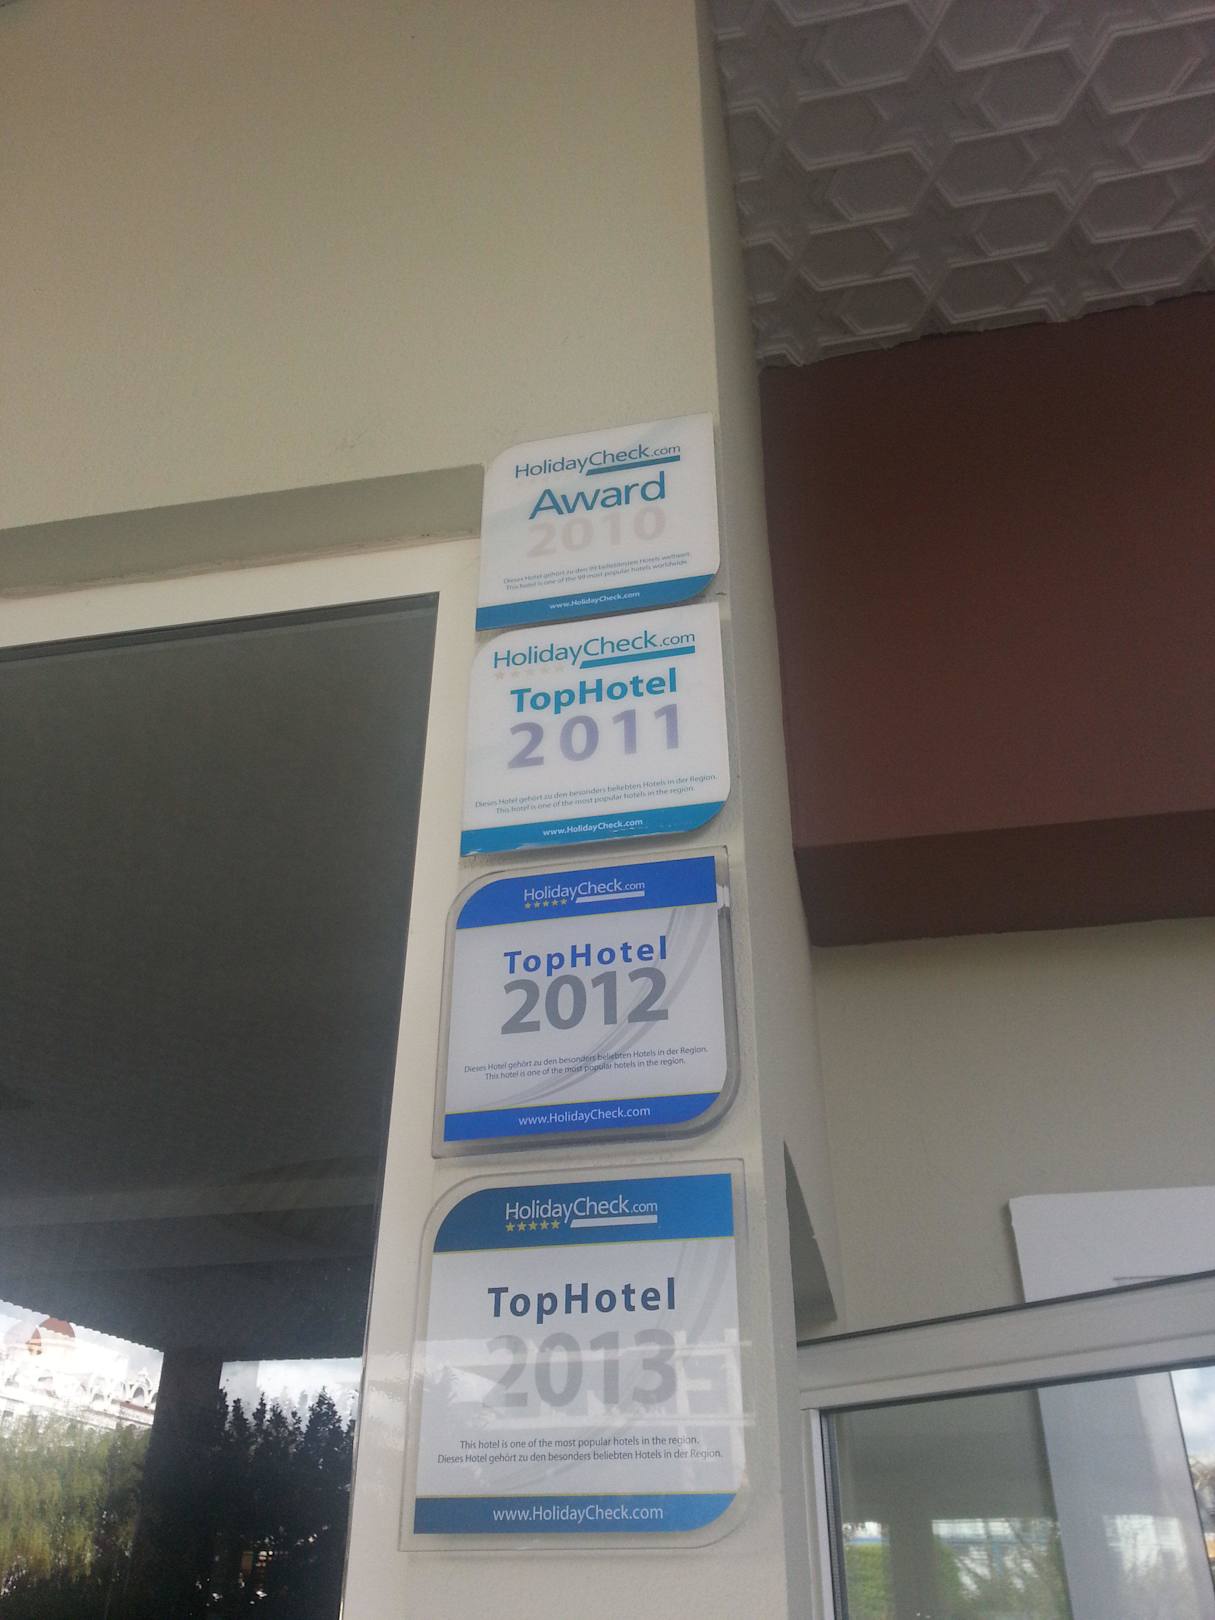 HolidayCheck.com
Award
2010
Dieses Hotel gehört zu den 99 beliebtesten Hotels weltweit.
This hotel is one of the 99 most popular hotels worldwide.
www.HolidayCheck.com
HolidayCheck.com
TopHotel
2011
Dieses Hotel gehört zu den besonders beliebten Hotels in der Region.
This hotel is one of the most popular hotels in the region.
www.HolidayCheck.com
HolidayCheck.com
TopHotel
2012
Dieses Hotel gehört zu den besonders beliebten Hotels in der Region.
This hotel is one of the most popular hotels in the region.
www.HolidayCheck.com
HolidayCheck.com
TopHotel
2013
This hotel is one of the most popular hotels in the region.
Dieses Hotel gehört zu den besonders beliebten Hotels in der Region.
www.HolidayCheck.com